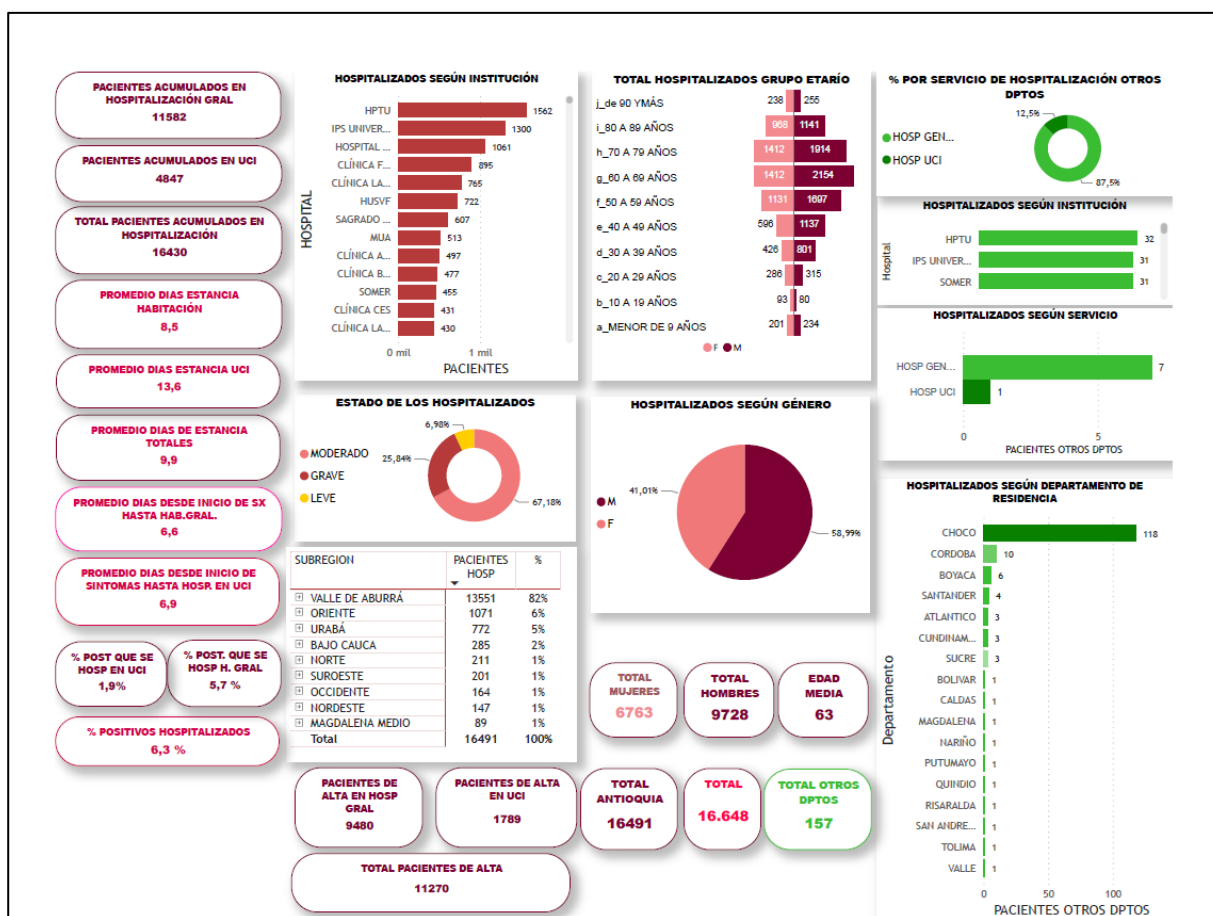 PACIENTES ACUMULADOS EN
HOSPITALIZACIÓN GRAL
11582
PACIENTES ACUMULADOS EN UCI
4847
TOTAL PACIENTES ACUMULADOS EN
HOSPITALIZACIÓN
16430
PROMEDIO DIAS ESTANCIA
HABITACIÓN
8,5
PROMEDIO DIAS ESTANCIA UCI
13,6
PROMEDIO DIAS DE ESTANCIA
TOTALES
9,9
PROMEDIO DIAS DESDE INICIO DE SX
HASTA HAB.GRAL.
6,6
PROMEDIO DIAS DESDE INICIO DE
SINTOMAS HASTA HOSP. EN UCI
6,9
% POST QUE SE
HOSP EN UCI
1,9%
% POST. QUE SE
HOSP H. GRAL
5,7 %
% POSITIVOS HOSPITALIZADOS
6,3 %
HOSPITALIZADOS SEGÚN INSTITUCIÓN
HOSPITAL
HPTU 1562
IPS UNIVER... 1300
HOSPITAL ... 1061
CLÍNICA F... 895
CLÍNICA LA... 765
HUSVF 722
SAGRADO ... 607
MUA 513
CLÍNICA A... 497
CLÍNICA B... 477
SOMER 455
CLÍNICA CES 431
CLÍNICA LA... 430
0 mil 1 mil
PACIENTES
ESTADO DE LOS HOSPITALIZADOS
MODERADO
GRAVE
LEVE
6,98%
25,84%
67,18%
SUBREGION PACIENTES HOSP %
VALLE DE ABURRÁ 13551 82%
ORIENTE 1071 6%
URABÁ 772 5%
BAJO CAUCA 285 2%
NORTE 211 1%
SUROESTE 201 1%
OCCIDENTE 164 1%
NORDESTE 147 1%
MAGDALENA MEDIO 89 1%
Total 16491 100%
TOTAL HOSPITALIZADOS GRUPO ETARÍO
j_de 90 YMÁS 238 255
i_80 A 89 AÑOS 968 1141
h_70 A 79 AÑOS 1412 1914
g_60 A 69 AÑOS 1412 2154
f_50 A 59 AÑOS 1131 1697
e_40 A 49 AÑOS 596 1137
d_30 A 39 AÑOS 426 801
c_20 A 29 AÑOS 286 315
b_10 A 19 AÑOS 93 80
a_MENOR DE 9 AÑOS 201 234
F M
HOSPITALIZADOS SEGÚN GÉNERO
M
F
41,01%
58,99%
TOTAL
MUJERES
6763
TOTAL
HOMBRES
9728
EDAD
MEDIA
63
PACIENTES DE
ALTA EN HOSP
GRAL
9480
PACIENTES DE ALTA
EN UCI
1789
TOTAL
ANTIOQUIA
16491
TOTAL
16.648
TOTAL OTROS
DPTOS
157
TOTAL PACIENTES DE ALTA
11270
% POR SERVICIO DE HOSPITALIZACIÓN OTROS
DPTOS
HOSP GEN...
HOSP UCI
12,5%
87,5%
HOSPITALIZADOS SEGÚN INSTITUCIÓN
Hospital
HPTU 32
IPS UNIVER... 31
SOMER 31
HOSPITALIZADOS SEGÚN SERVICIO
HOSP GEN... 7
HOSP UCI 1
0 5
PACIENTES OTROS DPTOS
HOSPITALIZADOS SEGÚN DEPARTAMENTO DE
RESIDENCIA
Departamento
CHOCO 118
CORDOBA 10
BOYACA 6
SANTANDER 4
ATLANTICO 3
CUNDINAM... 3
SUCRE 3
BOLIVAR 1
CALDAS 1
MAGDALENA 1
NARIÑO 1
PUTUMAYO 1
QUINDIO 1
RISARALDA 1
SAN ANDRE... 1
TOLIMA 1
VALLE 1
0 50 100
PACIENTES OTROS DPTOS